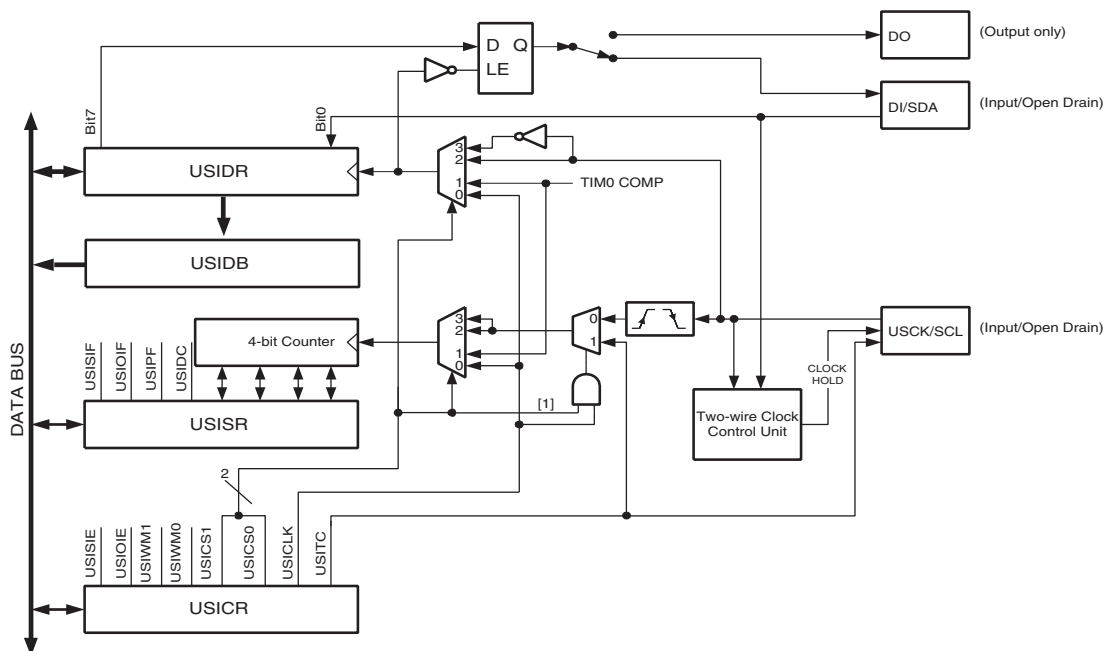 D Q
LE
DO
(Output only)
DI/SDA
(Input/Open Drain)
Bit7
Bit0
DATA BUS
USIDR
3
2
1
0
TIM0 COMP
USIDB
4-bit Counter
3
2
1
0
0
1
USCK/SCL
(Input/Open Drain)
CLOCK
HOLD
[1]
Two-wire Clock
Control Unit
USISIF
USIOIF
USIPF
USIDC
USISR
2
USISIE
USIOIE
USIWM1
USIWM0
USICS1
USICS0
USICLK
USITC
USICR